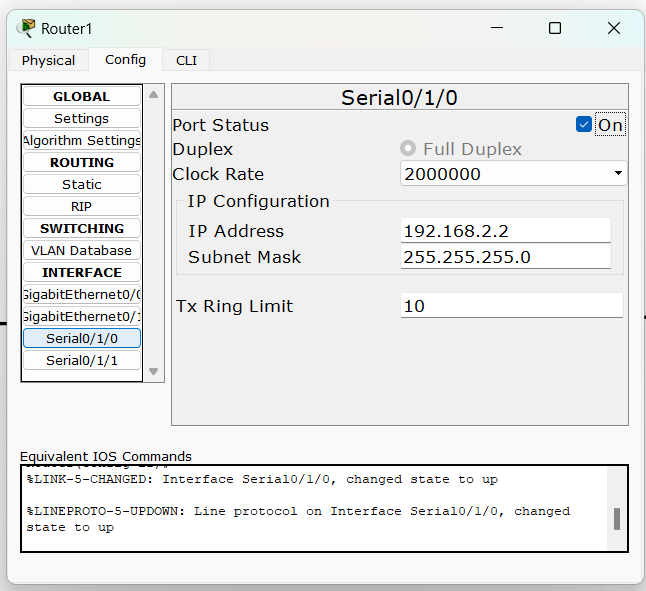 Router1
Physical Config CLI
GLOBAL
Settings
Algorithm Settings
ROUTING
Static
RIP
SWITCHING
VLAN Database
INTERFACE
GigabitEthernet0/0
GigabitEthernet0/1
Serial0/1/0
Serial0/1/1
Serial0/1/0
Port Status On
Duplex Full Duplex
Clock Rate 2000000
IP Configuration
IP Address 192.168.2.2
Subnet Mask 255.255.255.0
Tx Ring Limit 10
Equivalent IOS Commands
%LINK-5-CHANGED: Interface Serial0/1/0, changed state to up
%LINEPROTO-5-UPDOWN: Line protocol on Interface Serial0/1/0, changed
state to up